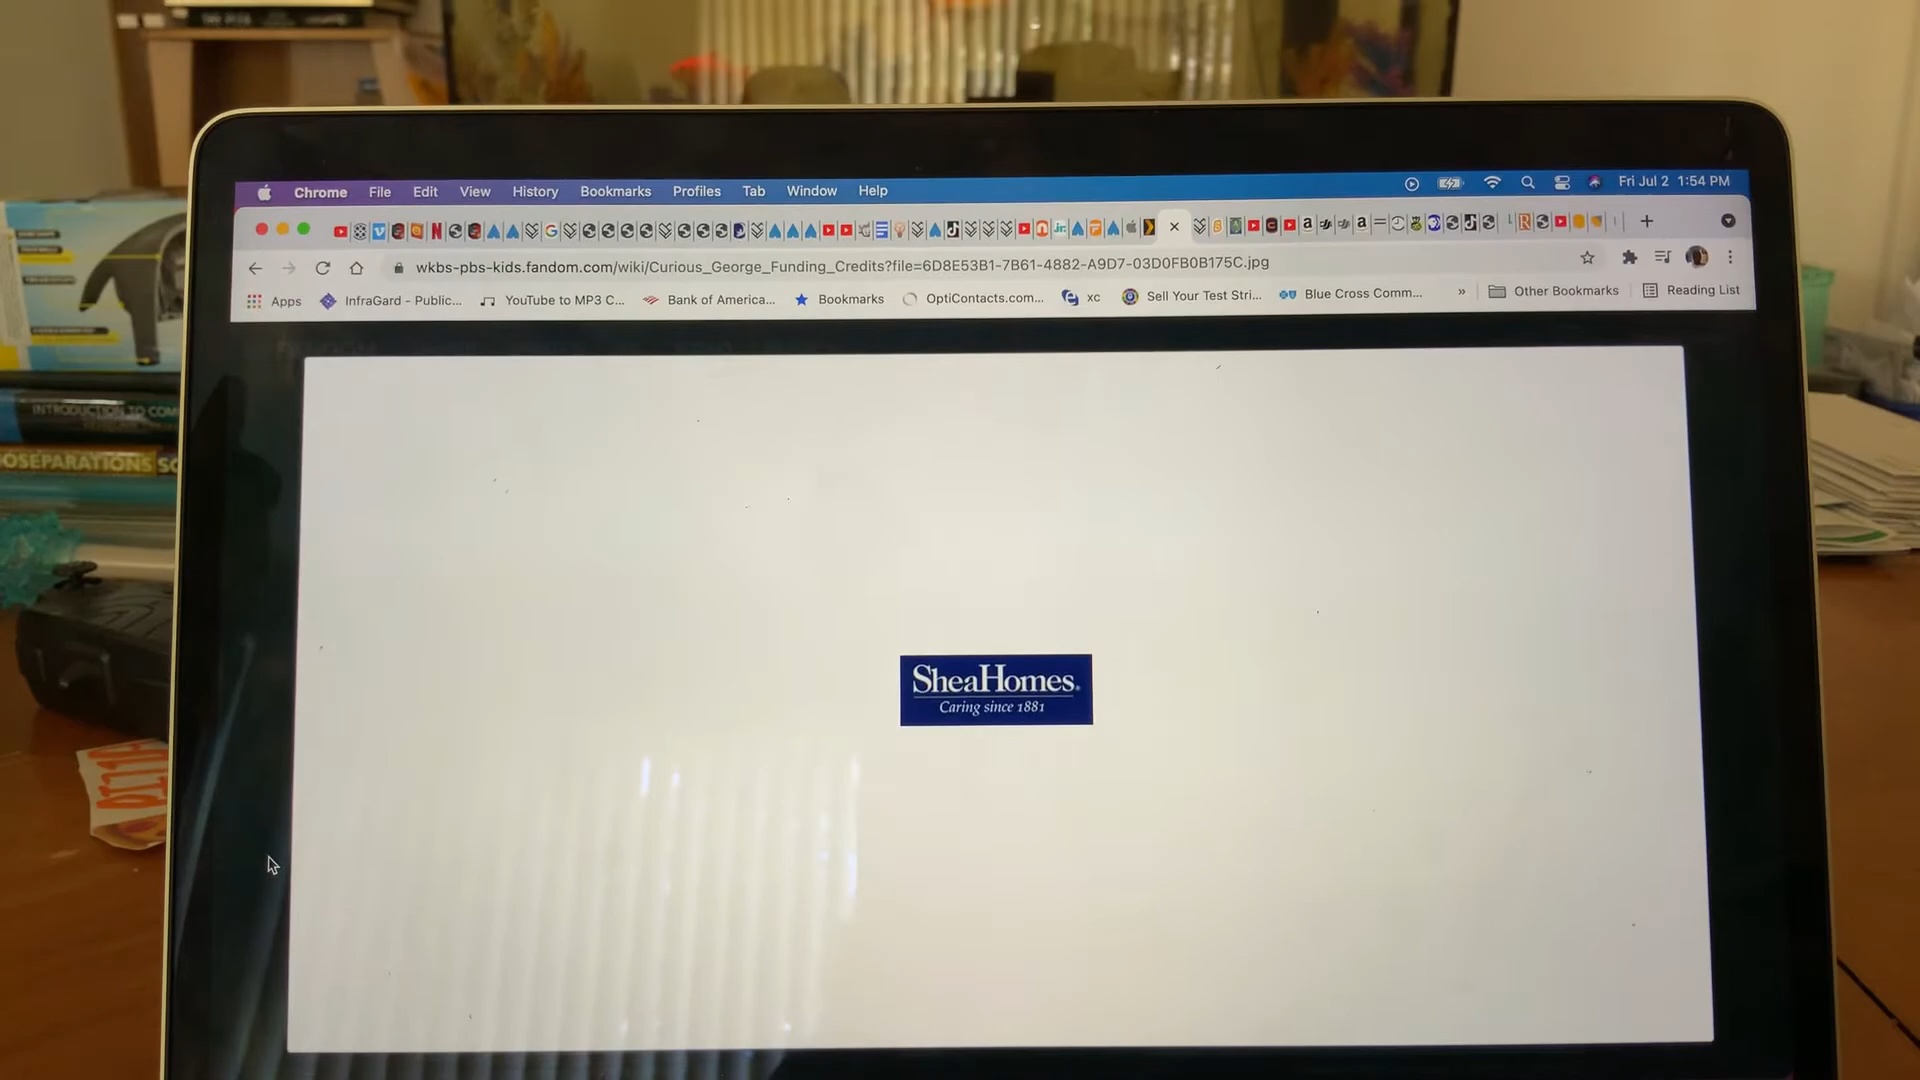 Chrome File Edit View History Bookmarks Profiles Tab Window Help Fri Jul 2 1:54 PM
wkbs-pbs-kids.fandom.com/wiki/Curious_George_Funding_Credits?file=6D8E53B1-7B61-4882-A9D7-03D0FB0B175C.jpg
Apps InfraGard - Public... YouTube to MP3 C... Bank of America... Bookmarks OptiContacts.com... xc Sell Your Test Stri... Blue Cross Comm... » Other Bookmarks Reading List
INTRODUCTION TO COM
OSEPARATIONS SC
SheaHomes®
Caring since 1881